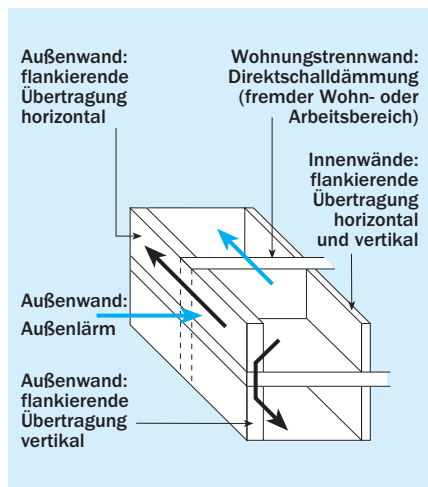 Außenwand:
flankierende
Übertragung
horizontal
Wohnungstrennwand:
Direktschalldämmung
(fremder Wohn- oder
Arbeitsbereich)
Innenwände:
flankierende
Übertragung
horizontal
und vertikal
Außenwand:
Außenlärm
Außenwand:
flankierende
Übertragung
vertikal